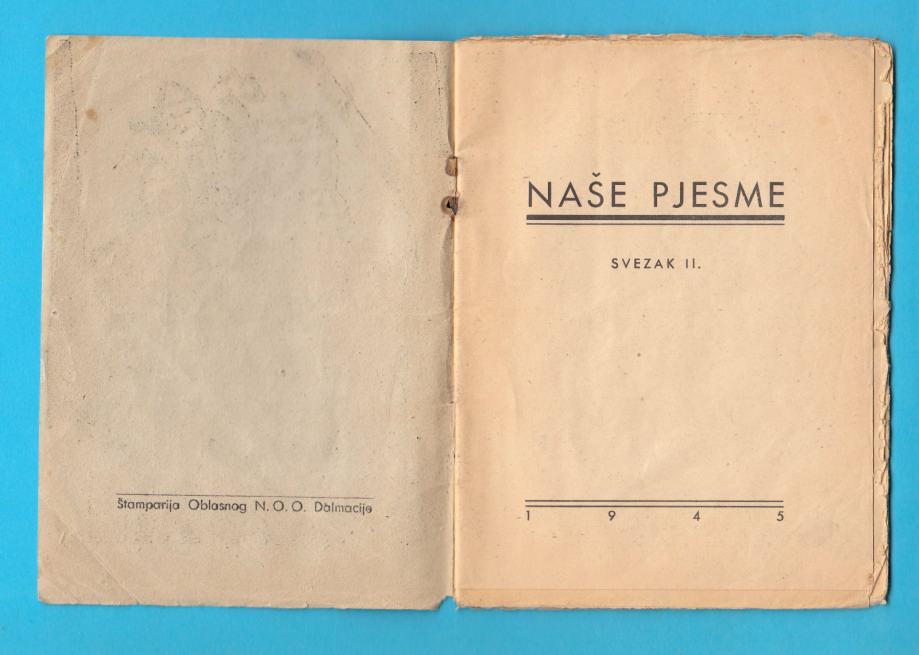 Štamparija Oblasnog N. O. O. Dalmacije
NAŠE PJESME
SVEZAK II.
1 9 4 5